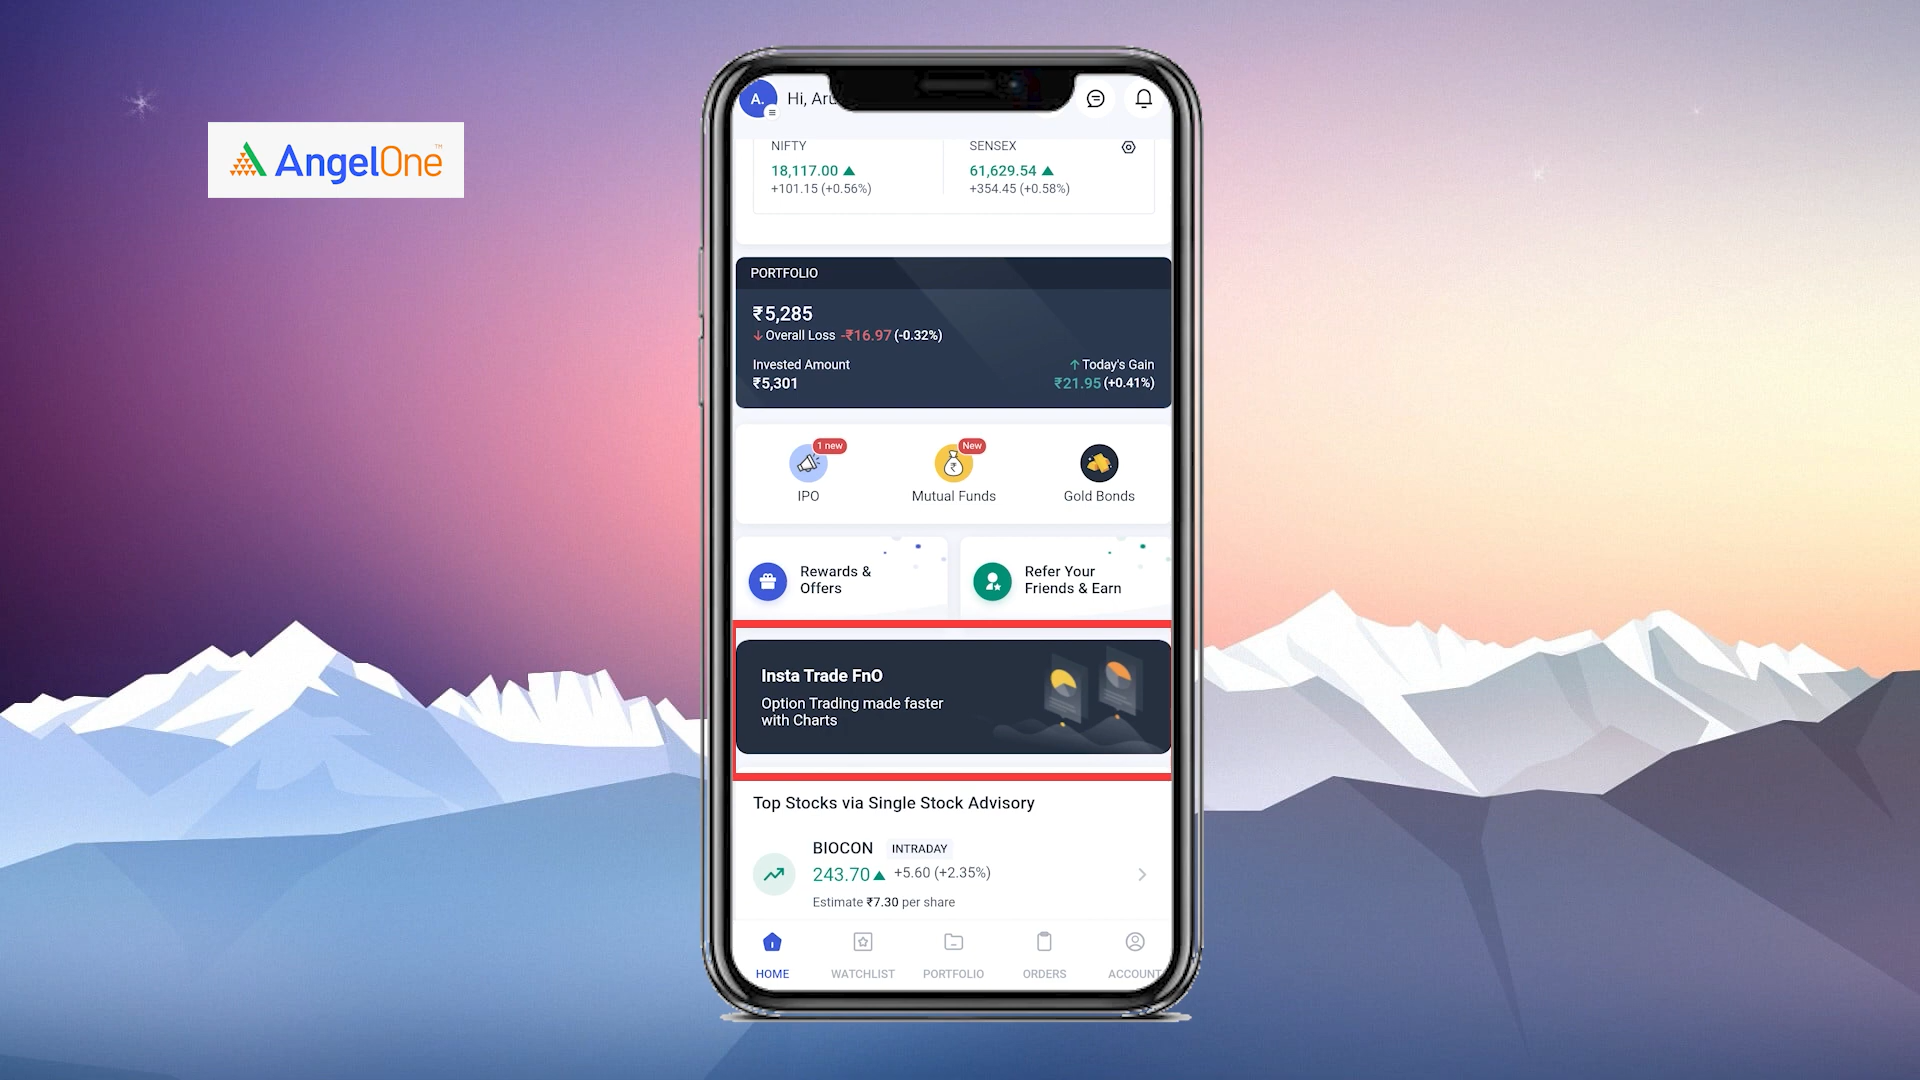 AngelOne™
A.
Hi, Aru
NIFTY
18,117.00
+101.15 (+0.56%)
SENSEX
61,629.54
+354.45 (+0.58%)
PORTFOLIO
₹5,285
Overall Loss -₹16.97 (-0.32%)
Invested Amount
₹5,301
Today's Gain
₹21.95 (+0.41%)
1 new
IPO
New
Mutual Funds
Gold Bonds
Rewards &
Offers
Refer Your
Friends & Earn
Insta Trade FnO
Option Trading made faster
with Charts
Top Stocks via Single Stock Advisory
BIOCON INTRADAY
243.70 +5.60 (+2.35%)
Estimate ₹7.30 per share
HOME
WATCHLIST
PORTFOLIO
ORDERS
ACCOUNT